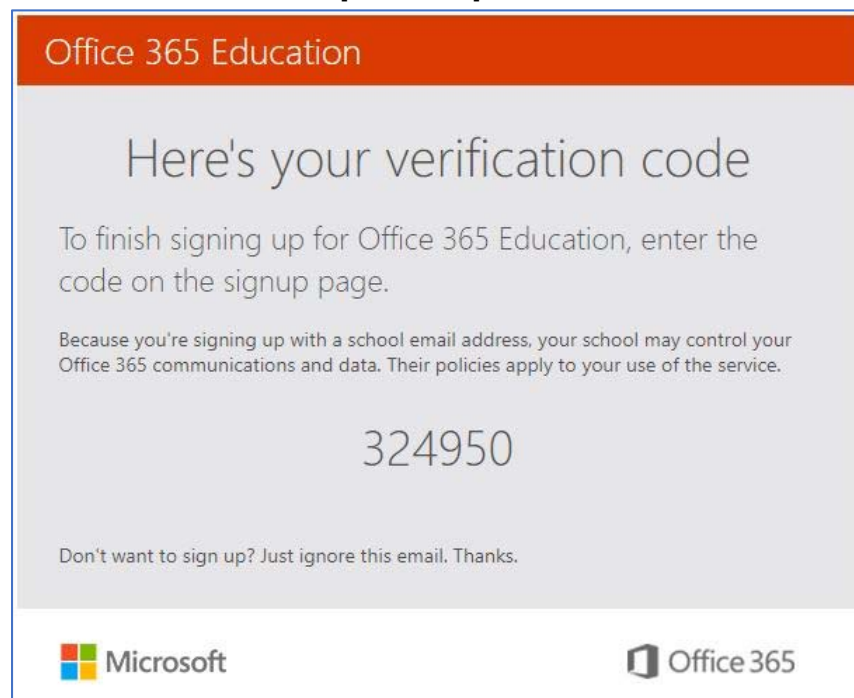 Office 365 Education
Here's your verification code
To finish signing up for Office 365 Education, enter the
code on the signup page.
Because you're signing up with a school email address, your school may control your
Office 365 communications and data. Their policies apply to your use of the service.
324950
Don't want to sign up? Just ignore this email. Thanks.
Microsoft
Office 365